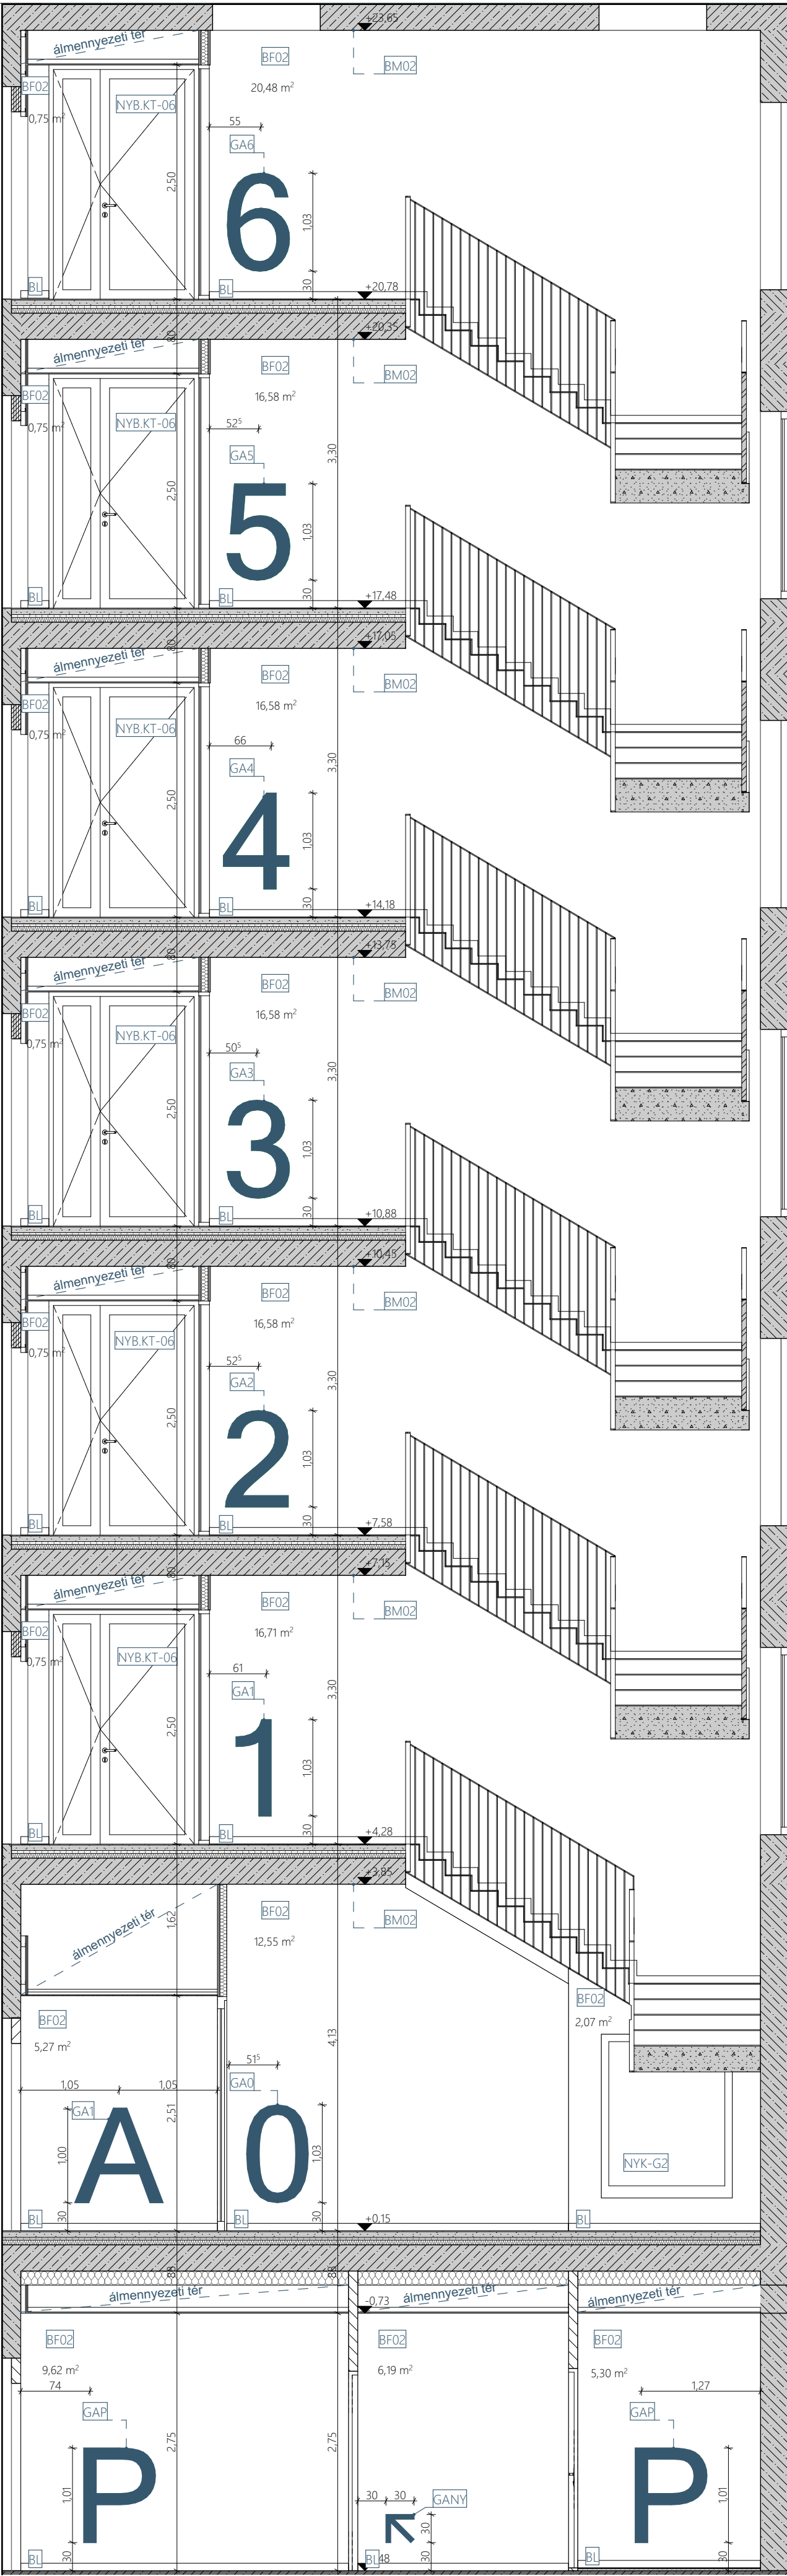 +23,65
álmennyezeti tér
BF02
BM02
BF02
20,48 m²
NYB.KT-06
0,75 m²
55
GA6
2,50
6
1,03
30
BL
BL
+20,78
80
+20,35
álmennyezeti tér
BF02
BM02
BF02
16,58 m²
NYB.KT-06
0,75 m²
52⁵
3,30
GA5
2,50
5
1,03
30
BL
BL
+17,48
80
+17,05
álmennyezeti tér
BF02
BM02
BF02
16,58 m²
NYB.KT-06
0,75 m²
66
3,30
GA4
2,50
4
1,03
30
BL
BL
+14,18
80
+13,75
álmennyezeti tér
BF02
BM02
BF02
16,58 m²
NYB.KT-06
0,75 m²
50⁵
3,30
GA3
2,50
3
1,03
30
BL
BL
+10,88
80
+10,45
álmennyezeti tér
BF02
BM02
BF02
16,58 m²
NYB.KT-06
0,75 m²
52⁵
3,30
GA2
2,50
2
1,03
30
BL
BL
+7,58
80
+7,15
álmennyezeti tér
BF02
BM02
BF02
16,71 m²
NYB.KT-06
0,75 m²
61
3,30
GA1
2,50
1
1,03
30
BL
BL
+4,28
+3,85
BF02
BM02
álmennyezeti tér
1,62
12,55 m²
BF02
2,07 m²
BF02
5,27 m²
4,13
51⁵
1,05
1,05
GA0
GA1
2,51
A
0
1,00
1,03
NYK-G2
30
30
BL
BL
BL
+0,15
88
88
álmennyezeti tér
álmennyezeti tér
álmennyezeti tér
-0,73
BF02
BF02
BF02
9,62 m²
6,19 m²
5,30 m²
74
1,27
GAP
GAP
2,75
2,75
P
P
1,01
1,01
30
30
GANY
30
30
30
BL
BL
48
BL